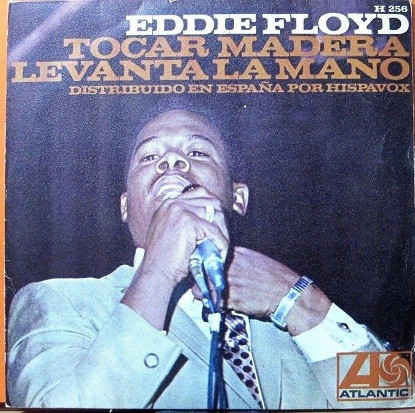 H 256
EDDIE FLOYD
TOCAR MADERA
LEVANTA LA MANO
DISTRIBUIDO EN ESPAÑA POR HISPAVOX
ATLANTIC